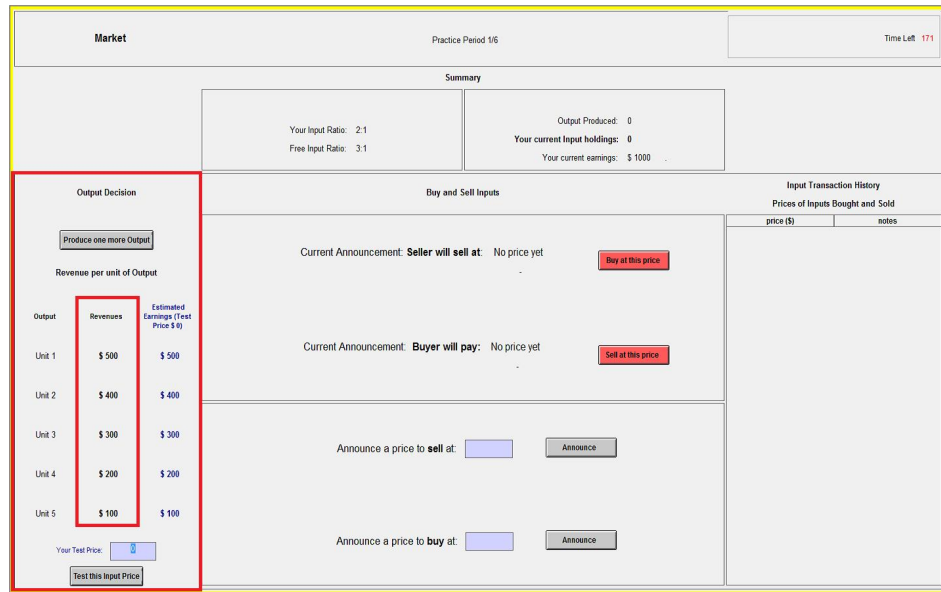 Market
Practice Period 1/6
Time Left 171
Summary
Your Input Ratio: 2:1
Free Input Ratio: 3:1
Output Produced: 0
Your current Input holdings: 0
Your current earnings: $ 1000 .
Output Decision
Produce one more Output
Revenue per unit of Output
Output Revenues Estimated Earnings (Test Price $ 0)
Unit 1 $ 500 $ 500
Unit 2 $ 400 $ 400
Unit 3 $ 300 $ 300
Unit 4 $ 200 $ 200
Unit 5 $ 100 $ 100
Your Test Price: 0
Test this Input Price
Buy and Sell Inputs
Current Announcement: Seller will sell at: No price yet
-
Buy at this price
Current Announcement: Buyer will pay: No price yet
-
Sell at this price
Announce a price to sell at:
Announce
Announce a price to buy at:
Announce
Input Transaction History
Prices of Inputs Bought and Sold
price ($) notes